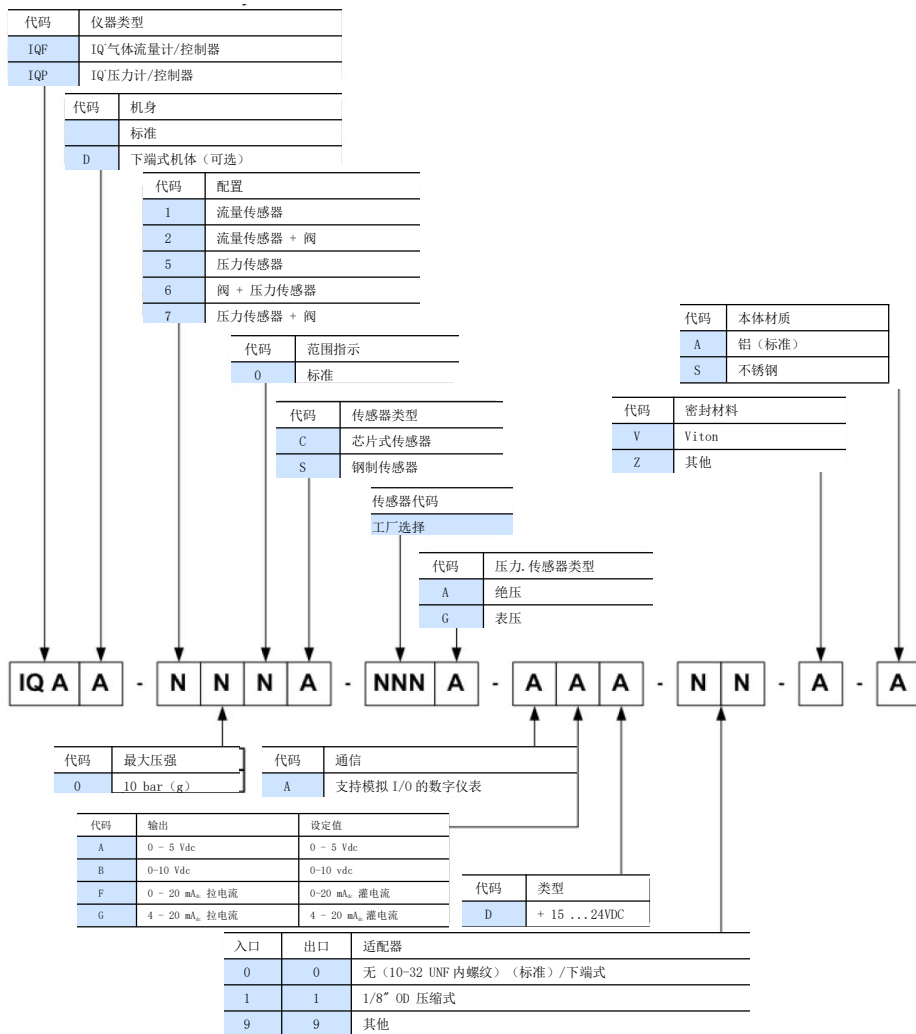 代码 仪器类型
IQF IQ⁺气体流量计/控制器
IQP IQ⁺压力计/控制器
代码 机身
标准
D 下端式机体（可选）
代码 配置
1 流量传感器
2 流量传感器 + 阀
5 压力传感器
6 阀 + 压力传感器
7 压力传感器 + 阀
代码 本体材质
A 铝（标准）
S 不锈钢
代码 范围指示
0 标准
代码 传感器类型
C 芯片式传感器
S 钢制传感器
代码 密封材料
V Viton
Z 其他
传感器代码
工厂选择
代码 压力.传感器类型
A 绝压
G 表压
IQ A A - N N N A - NNN A - A A A - N N - A - A
代码 最大压强
0 10 bar（g）
代码 通信
A 支持模拟 I/O 的数字仪表
代码 输出 设定值
A 0 - 5 Vdc 0 - 5 Vdc
B 0-10 Vdc 0-10 vdc
F 0 - 20 mAdc 拉电流 0-20 mAdc 灌电流
G 4 - 20 mAdc 拉电流 4 - 20 mAdc 灌电流
代码 类型
D + 15 ...24VDC
入口 出口 适配器
0 0 无（10-32 UNF 内螺纹）（标准）/下端式
1 1 1/8″ OD 压缩式
9 9 其他